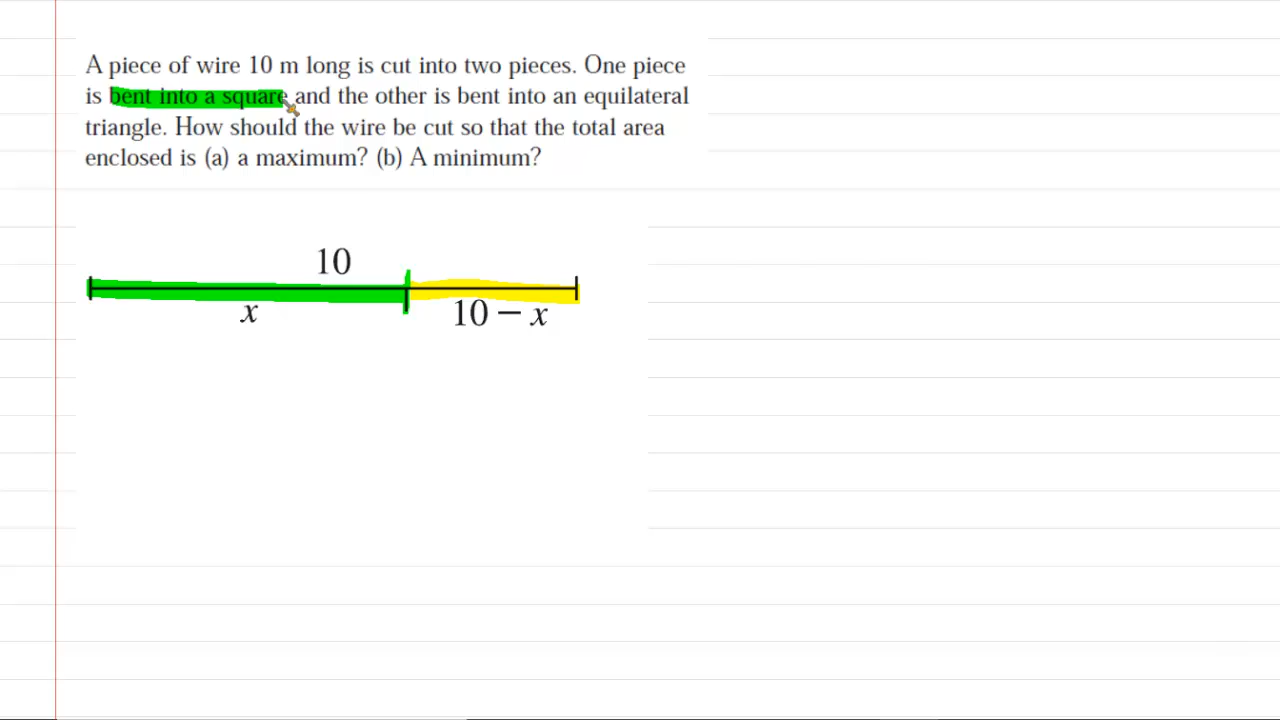 A piece of wire 10 m long is cut into two pieces. One piece
is bent into a square and the other is bent into an equilateral
triangle. How should the wire be cut so that the total area
enclosed is (a) a maximum? (b) A minimum?
10
x
10 − x